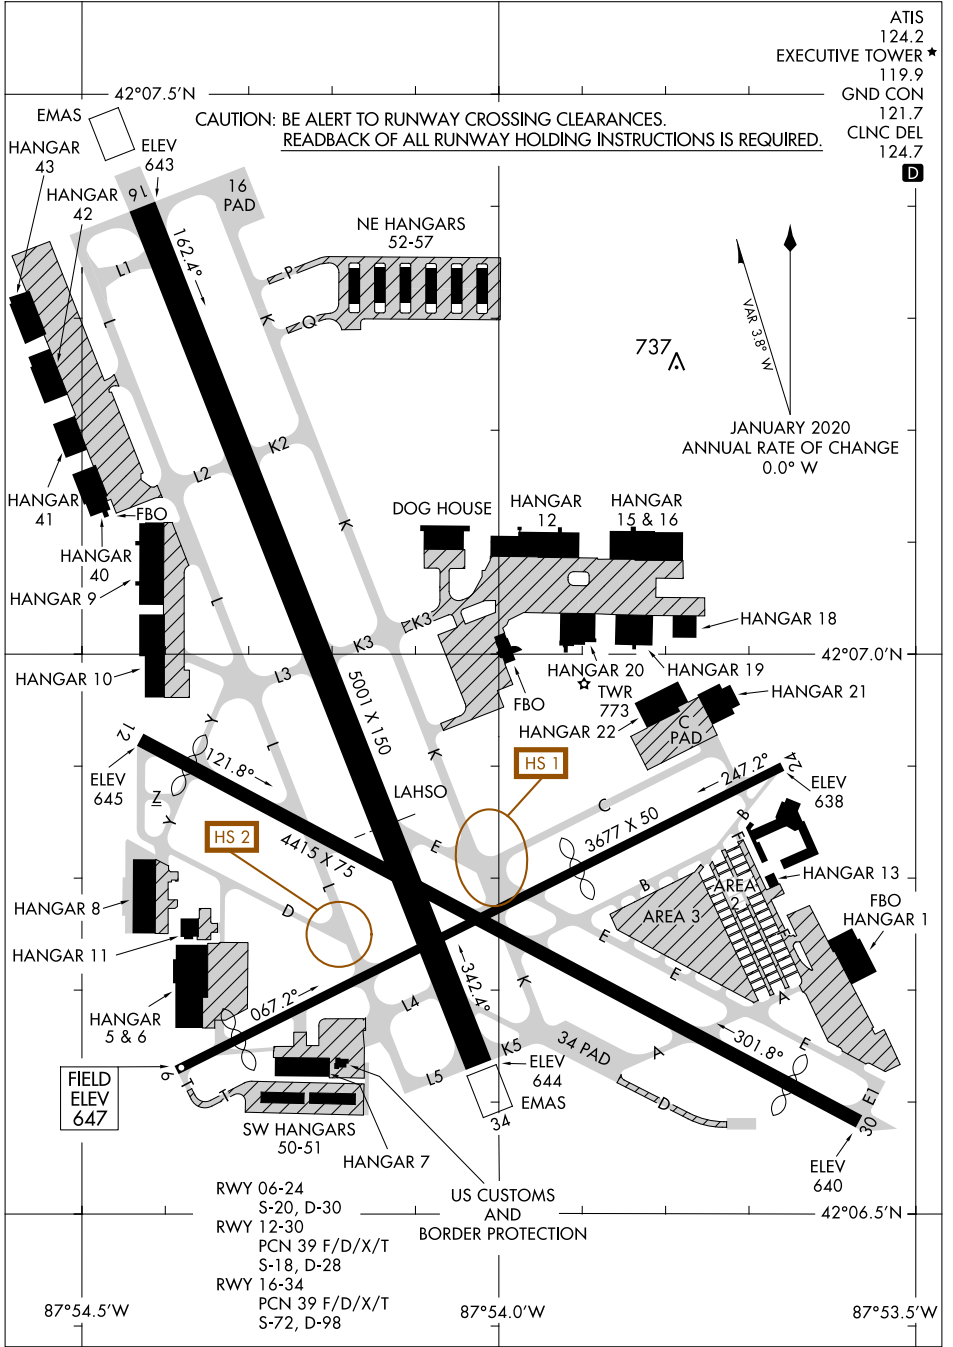 ATIS
124.2
EXECUTIVE TOWER ★
119.9
GND CON
121.7
CLNC DEL
124.7
D
42°07.5'N
CAUTION: BE ALERT TO RUNWAY CROSSING CLEARANCES.
READBACK OF ALL RUNWAY HOLDING INSTRUCTIONS IS REQUIRED.
EMAS
HANGAR
43
ELEV
643
HANGAR
42
16
16
PAD
NE HANGARS
52-57
162.4°
L1
P
L
K
Q
737
VAR 3.8° W
JANUARY 2020
ANNUAL RATE OF CHANGE
0.0° W
K2
L2
HANGAR
41
FBO
HANGAR
40
K
DOG HOUSE
HANGAR
12
HANGAR
15 & 16
HANGAR 9
L
K3
K3
HANGAR 18
42°07.0'N
HANGAR 10
L3
5001 X 150
FBO
HANGAR 20
HANGAR 19
TWR
773
HANGAR 21
HANGAR 22
C
PAD
12
Y
L
K
121.8°
ELEV
645
HS 1
247.2°
24
ELEV
638
Z
Y
LAHSO
C
3677 X 50
B
HS 2
4415 X 75
E
F
HANGAR 13
HANGAR 8
L
D
B
AREA
2
AREA 3
FBO
HANGAR 1
HANGAR 11
E
E
342.4°
K
A
HANGAR
5 & 6
067.2°
L4
34 PAD
A
301.8°
E
K5
6
T
T
L5
ELEV
644
EMAS
34
D
E1
30
FIELD
ELEV
647
SW HANGARS
50-51
HANGAR 7
ELEV
640
US CUSTOMS
AND
BORDER PROTECTION
42°06.5'N
RWY 06-24
S-20, D-30
RWY 12-30
PCN 39 F/D/X/T
S-18, D-28
RWY 16-34
PCN 39 F/D/X/T
S-72, D-98
87°54.5'W
87°54.0'W
87°53.5'W